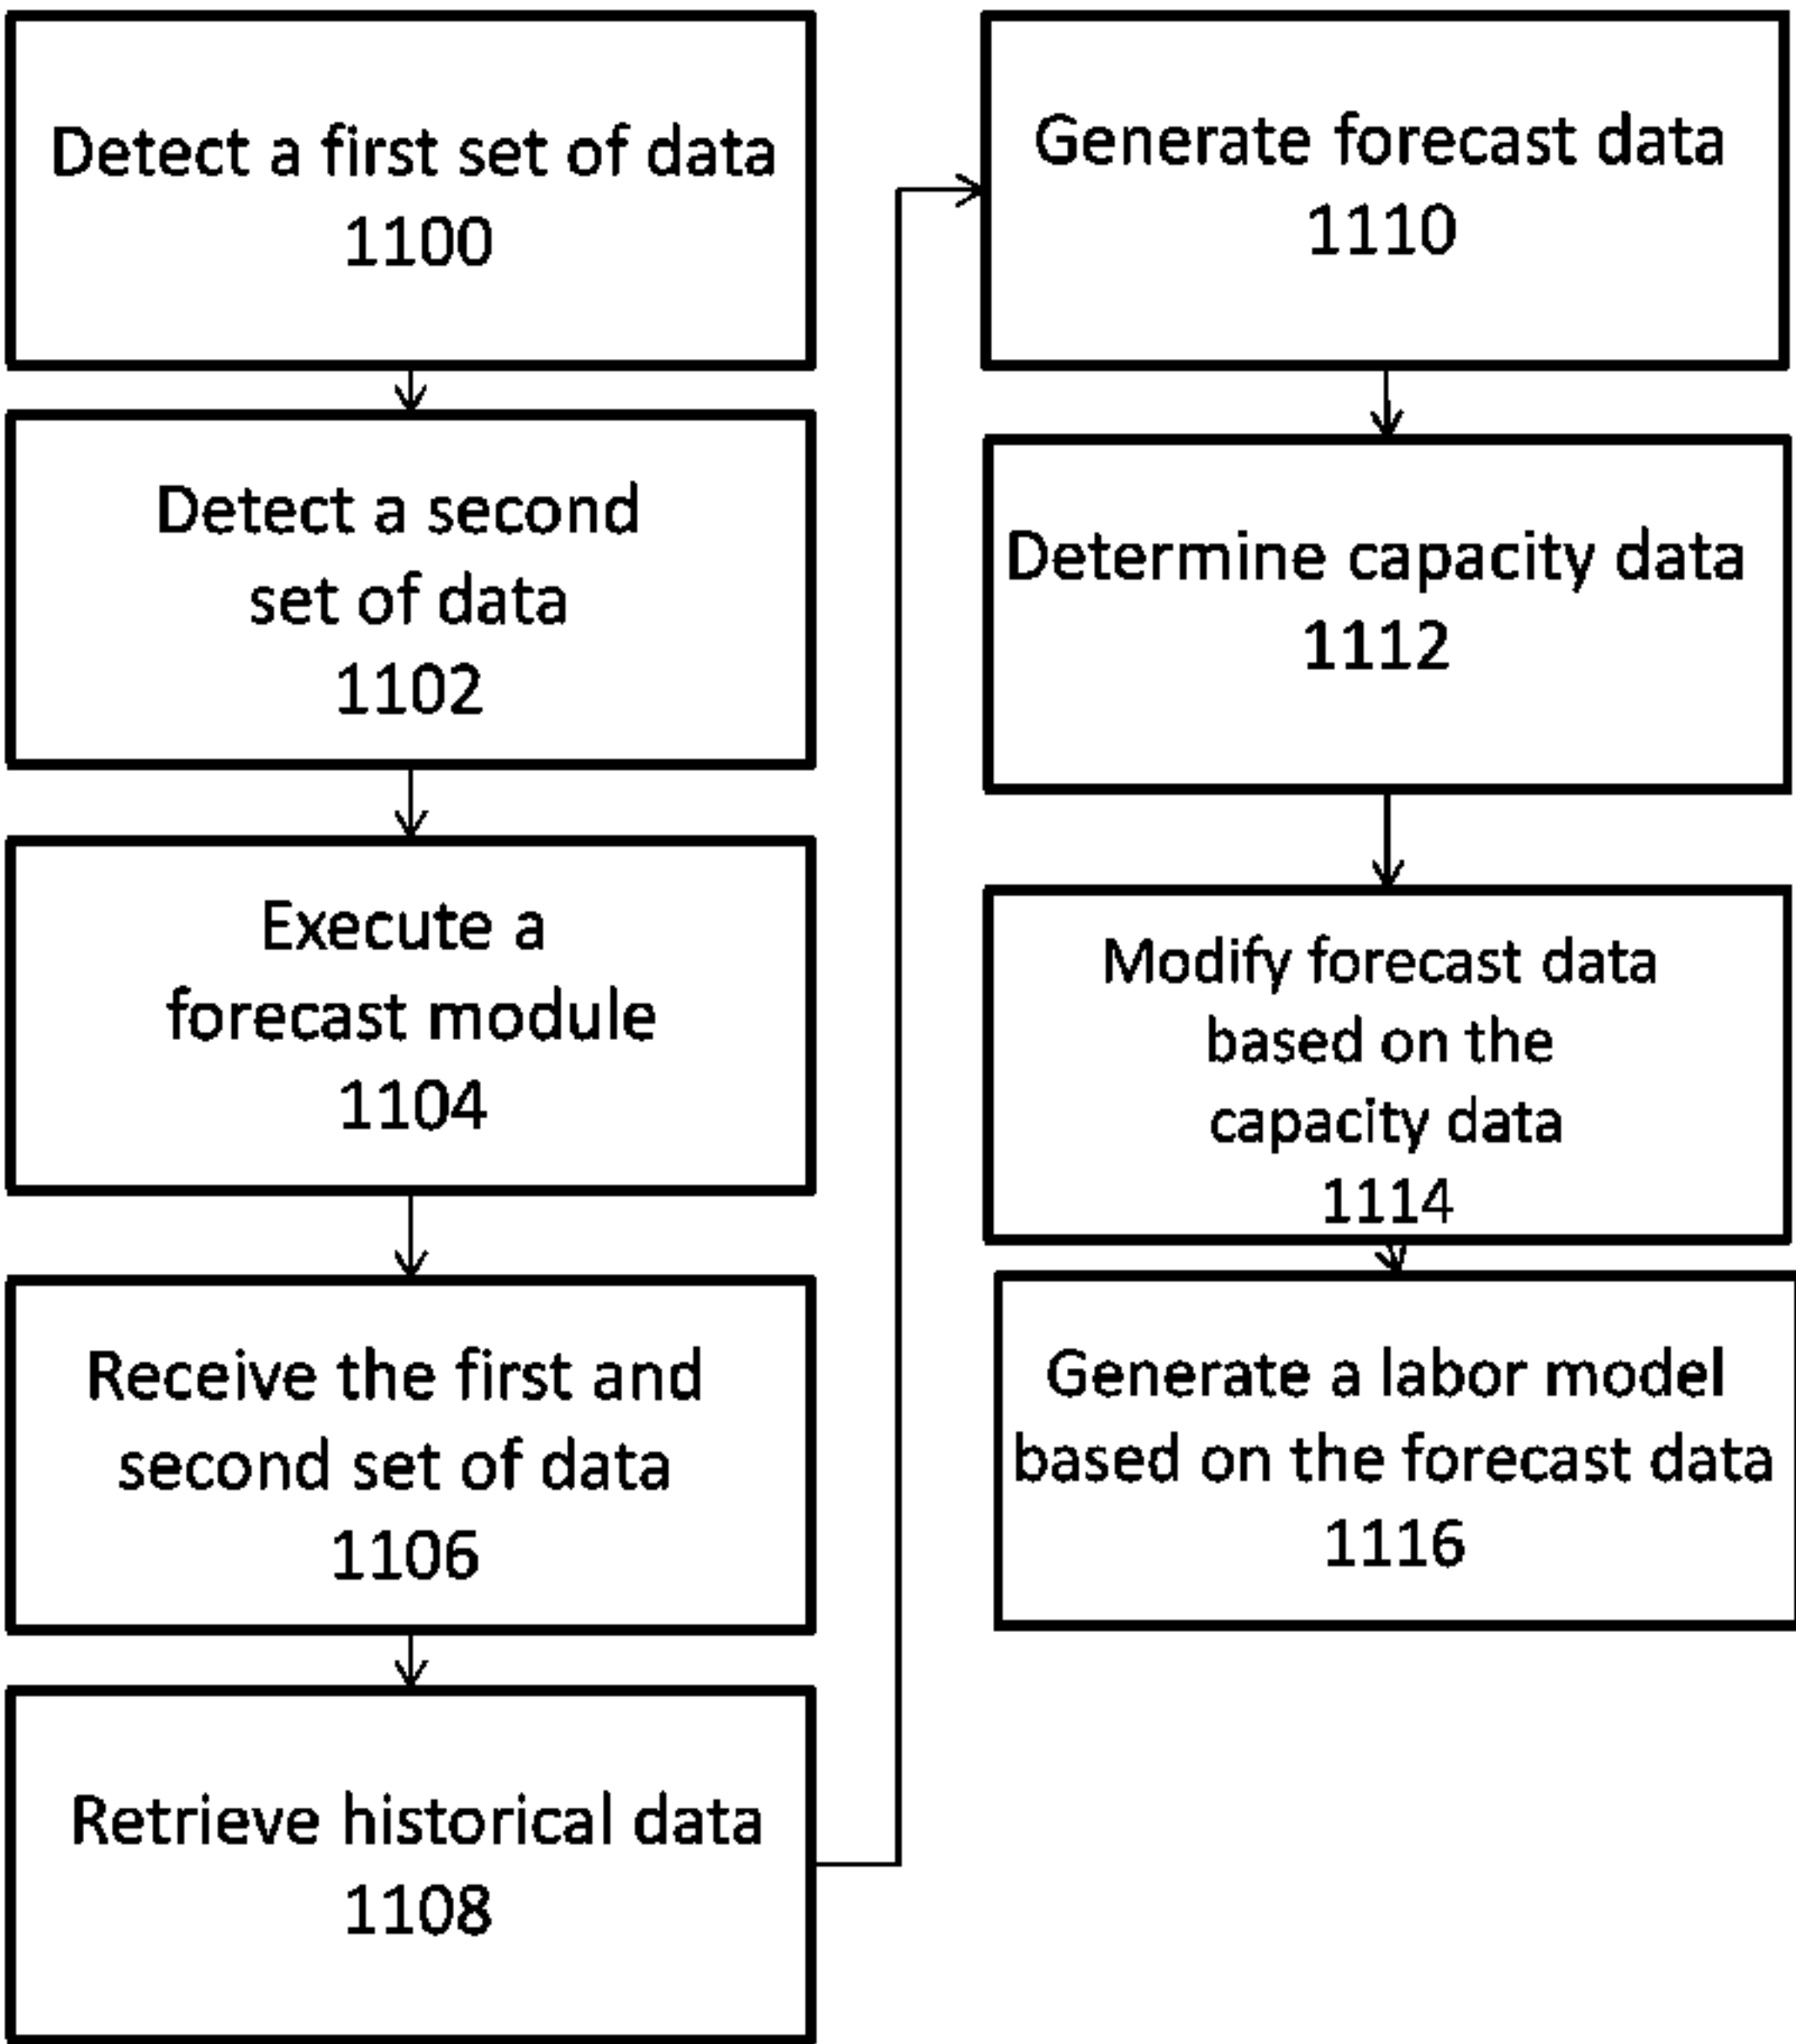 Detect a first set of data
1100
Detect a second
set of data
1102
Execute a
forecast module
1104
Receive the first and
second set of data
1106
Retrieve historical data
1108
Generate forecast data
1110
Determine capacity data
1112
Modify forecast data
based on the
capacity data
1114
Generate a labor model
based on the forecast data
1116